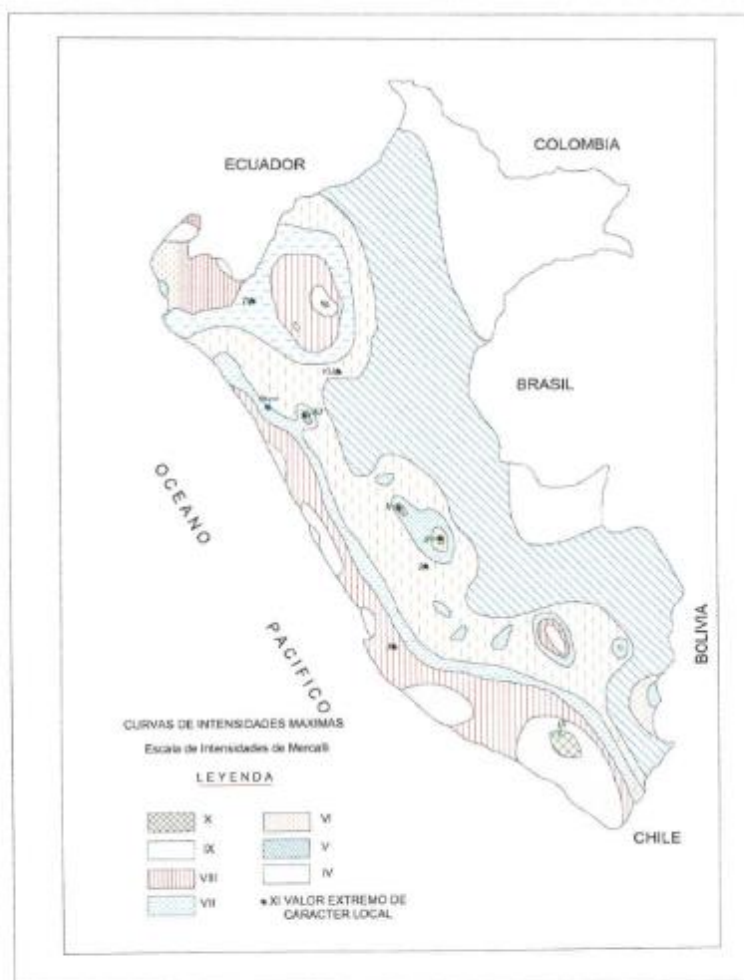 COLOMBIA
ECUADOR
BRASIL
OCEANO
PACIFICO
BOLIVIA
CHILE
CURVAS DE INTENSIDADES MAXIMAS
Escala de Intensidades de Mercalli
LEYENDA
X
IX
VIII
VII
VI
V
IV
XI VALOR EXTREMO DE
CARACTER LOCAL